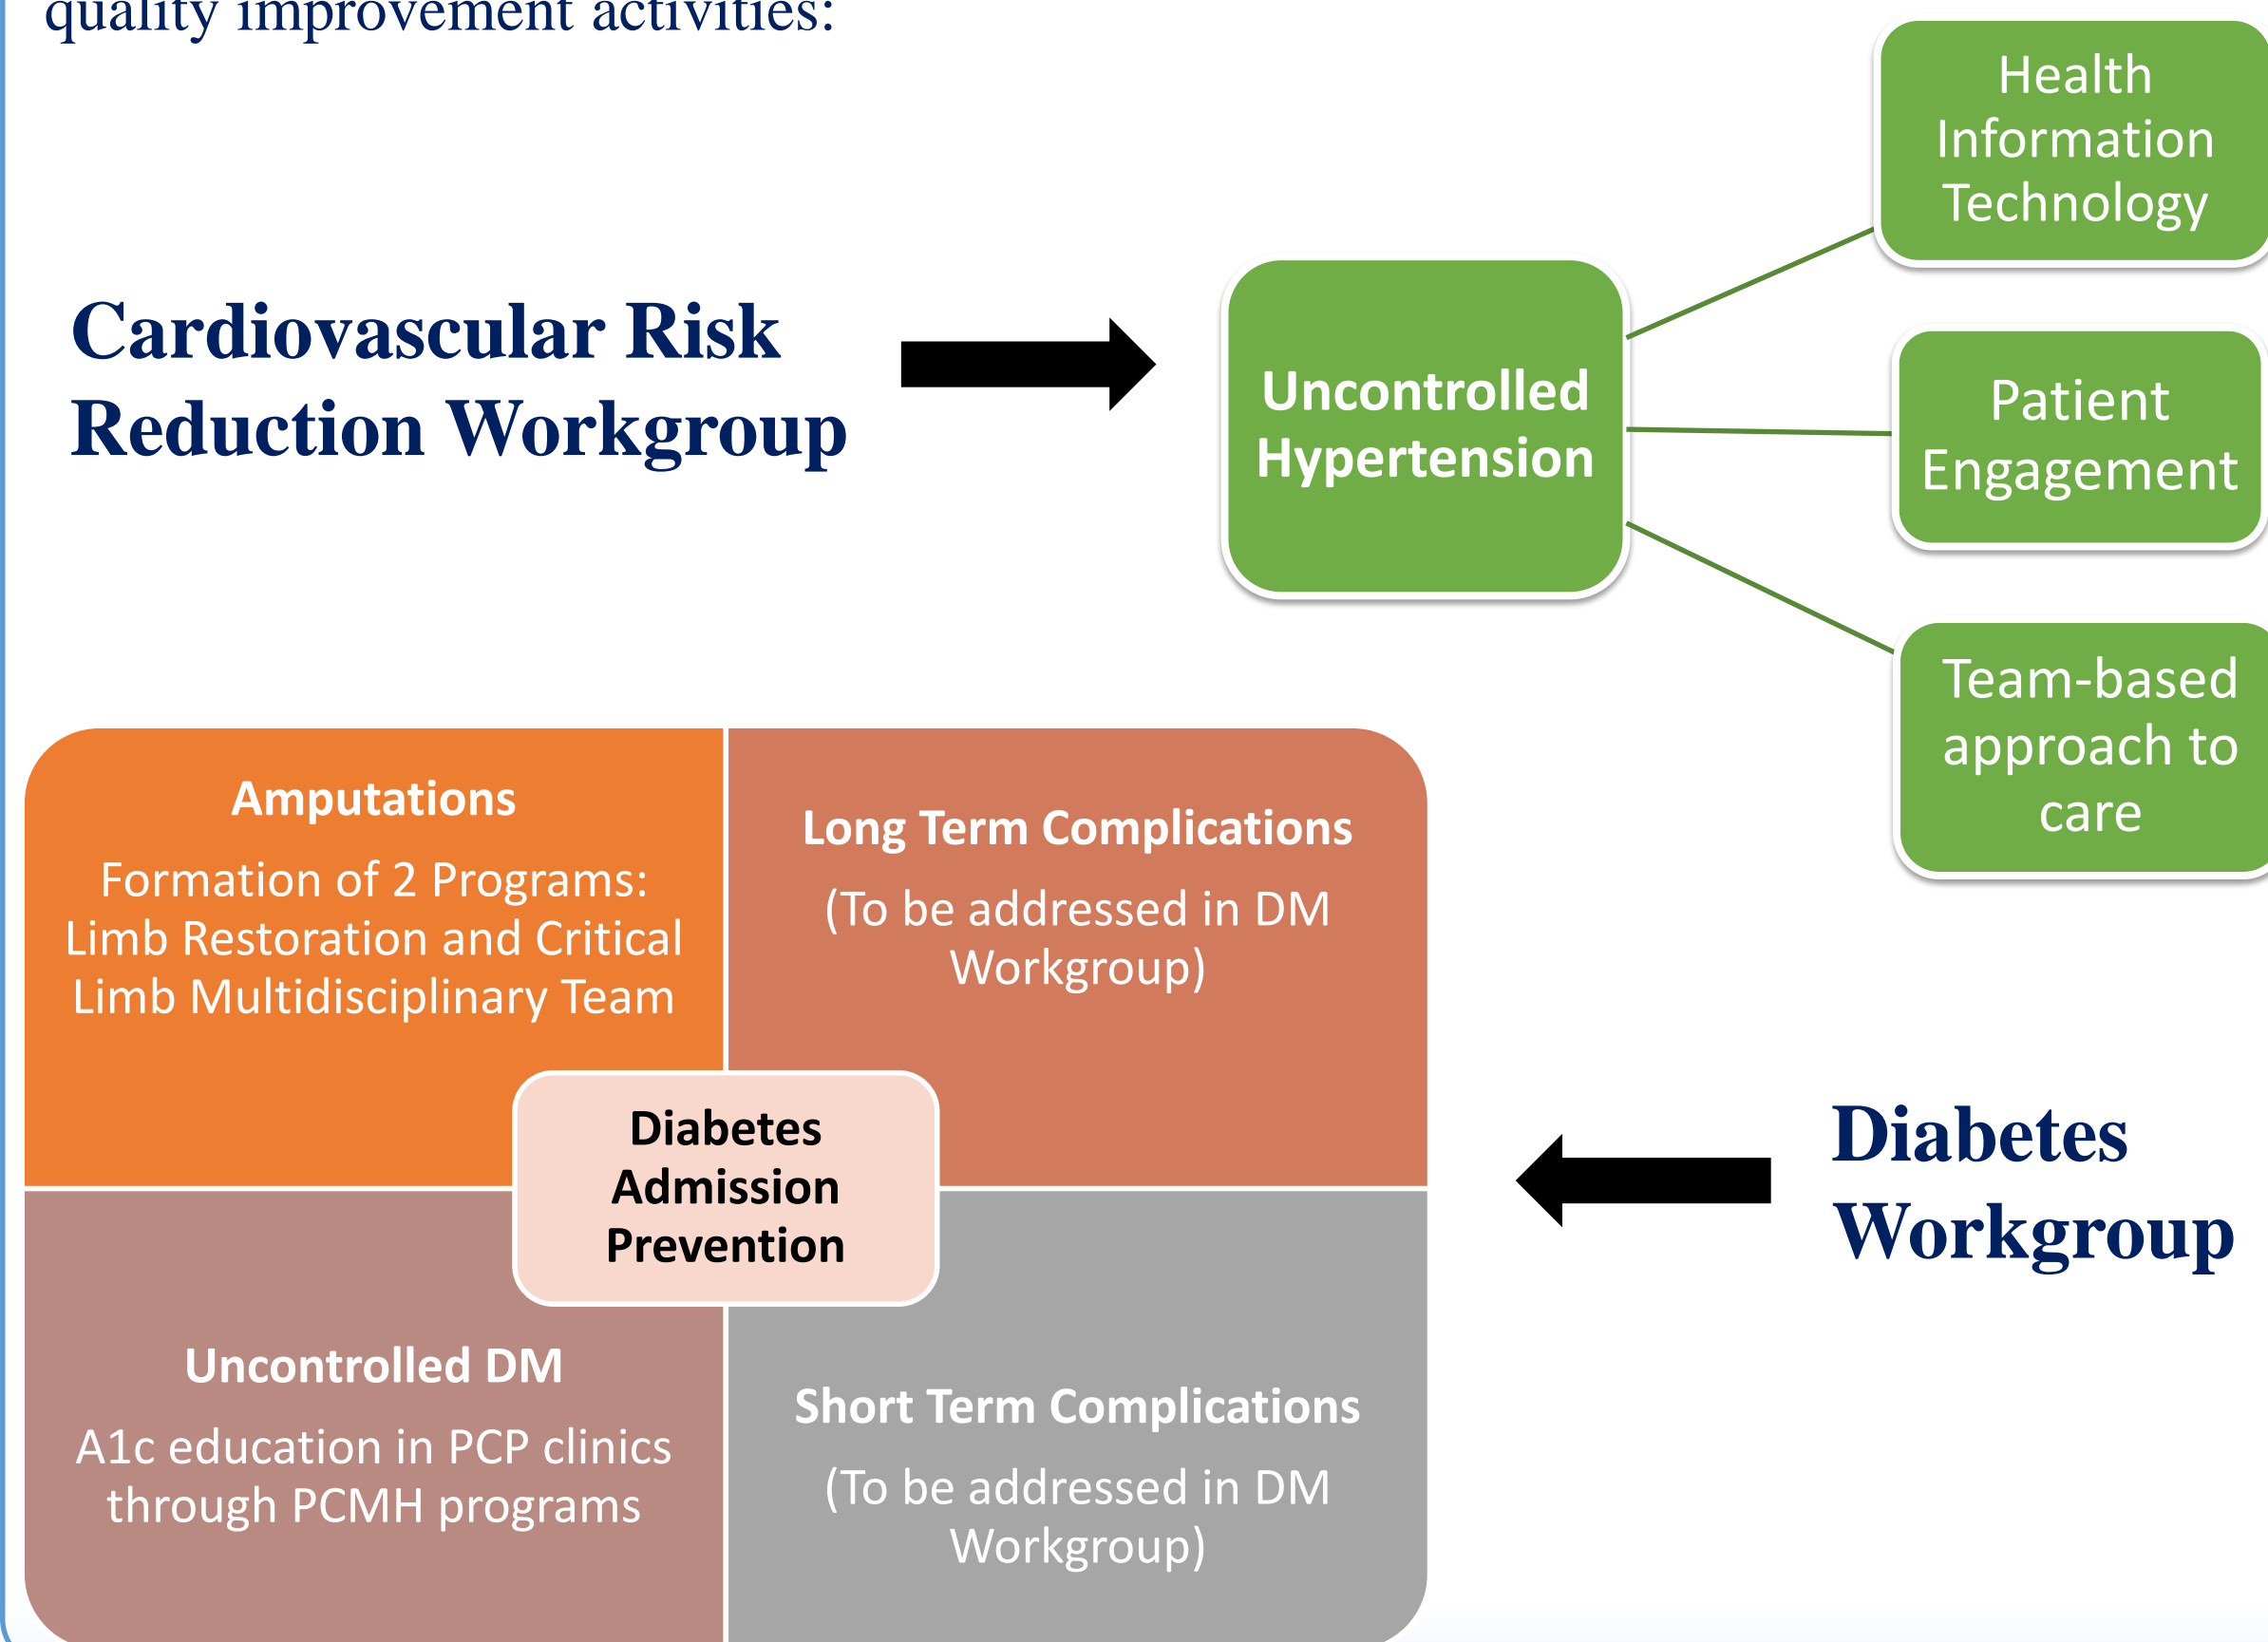 quality improvement activities:
Health
Information
Technology
Cardiovascular Risk
Reduction Workgroup
Uncontrolled
Hypertension
Patient
Engagement
Team-based
approach to
care
Amputations
Formation of 2 Programs:
Limb Restoration and Critical
Limb Multidisciplinary Team
Long Term Complications
(To be addressed in DM
Workgroup)
Diabetes
Admission
Prevention
Diabetes
Workgroup
Uncontrolled DM
A1c education in PCP clinics
through PCMH programs
Short Term Complications
(To be addressed in DM
Workgroup)